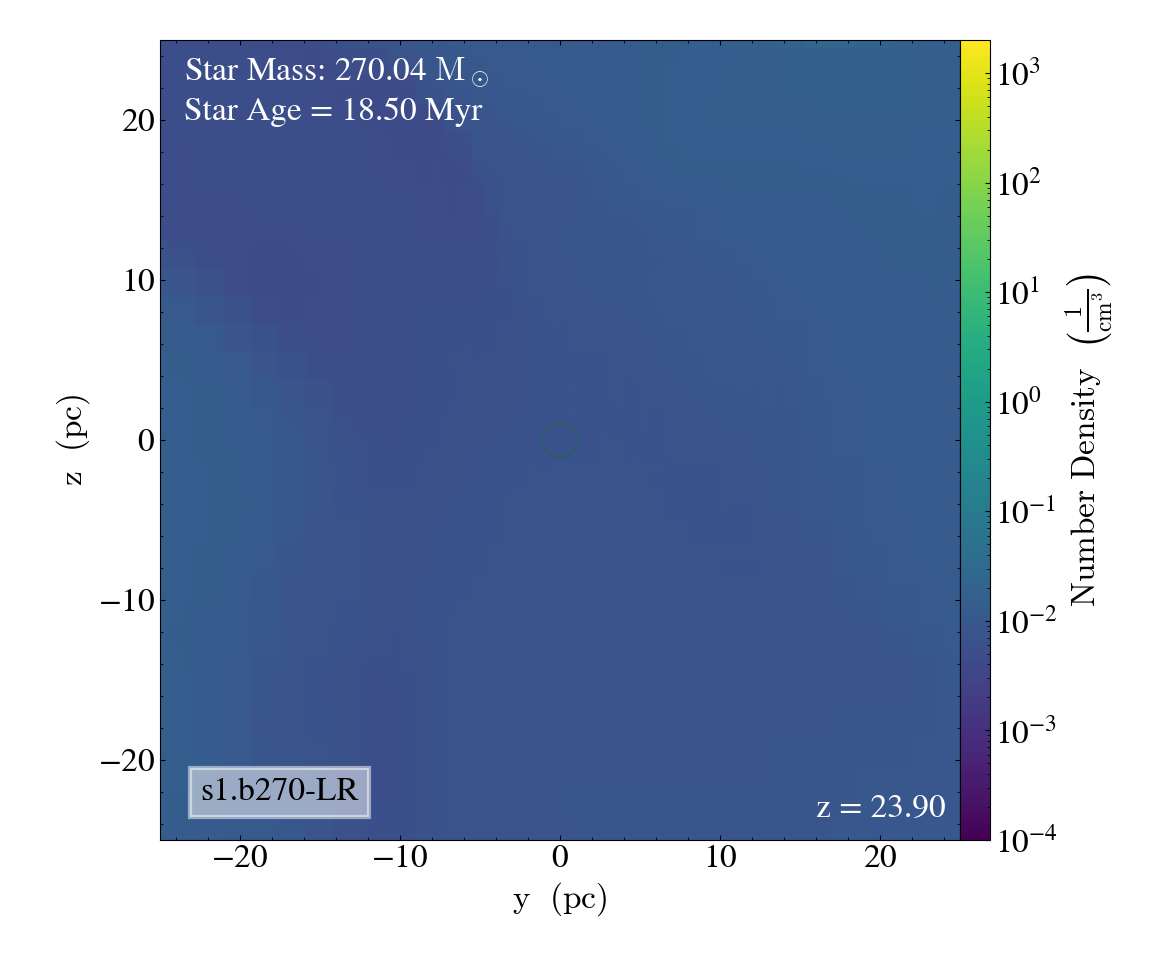 Star Mass: 270.04 M⊙
Star Age = 18.50 Myr
20
10
0
−10
−20
z (pc)
s1.b270-LR
z = 23.90
−20 −10 0 10 20
y (pc)
10³
10²
10¹
10⁰
10⁻¹
10⁻²
10⁻³
10⁻⁴
Number Density (1/cm³)